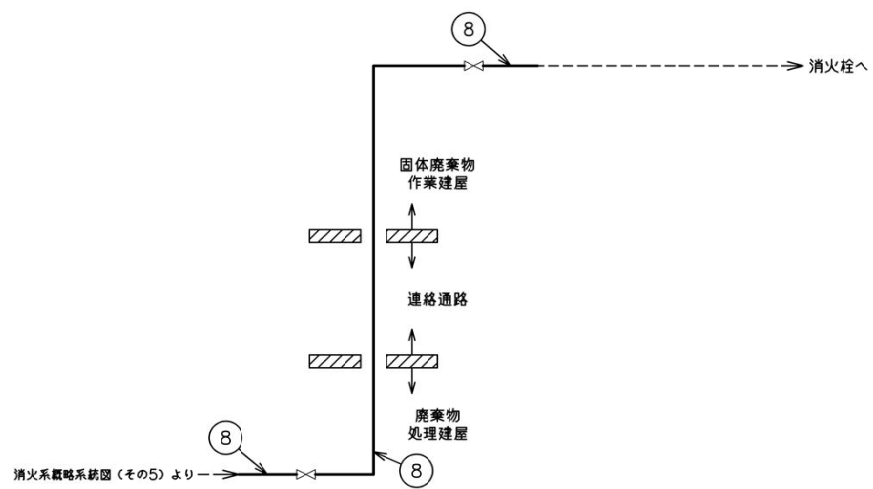 ⑧
消火栓へ
固体廃棄物
作業建屋
連絡通路
廃棄物
処理建屋
⑧
⑧
消火系概略系統図（その5）より